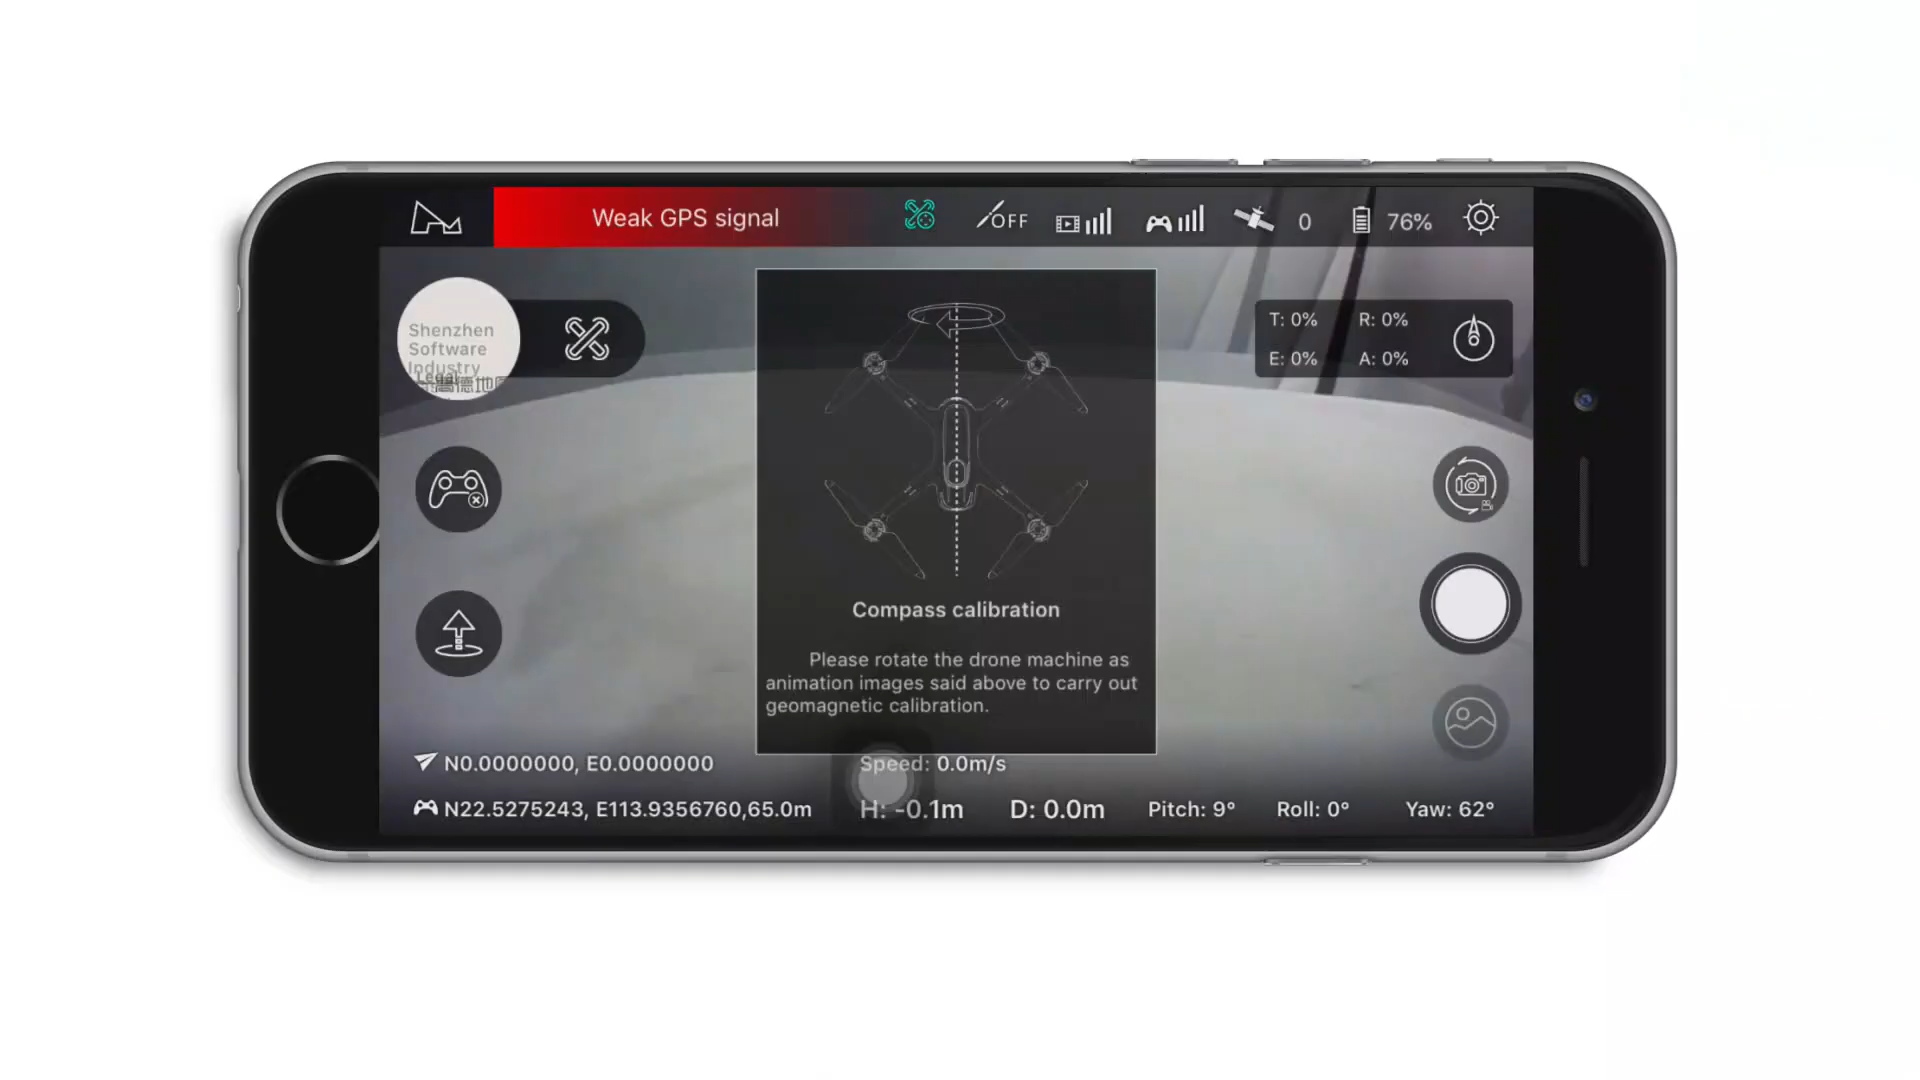 Weak GPS signal
OFF
0
76%
Shenzhen
Software
Industry
Legal
T: 0% R: 0%
E: 0% A: 0%
Compass calibration
Please rotate the drone machine as
animation images said above to carry out
geomagnetic calibration.
N0.0000000, E0.0000000
Speed: 0.0m/s
N22.5275243, E113.9356760,65.0m
H: -0.1m
D: 0.0m
Pitch: 9°
Roll: 0°
Yaw: 62°